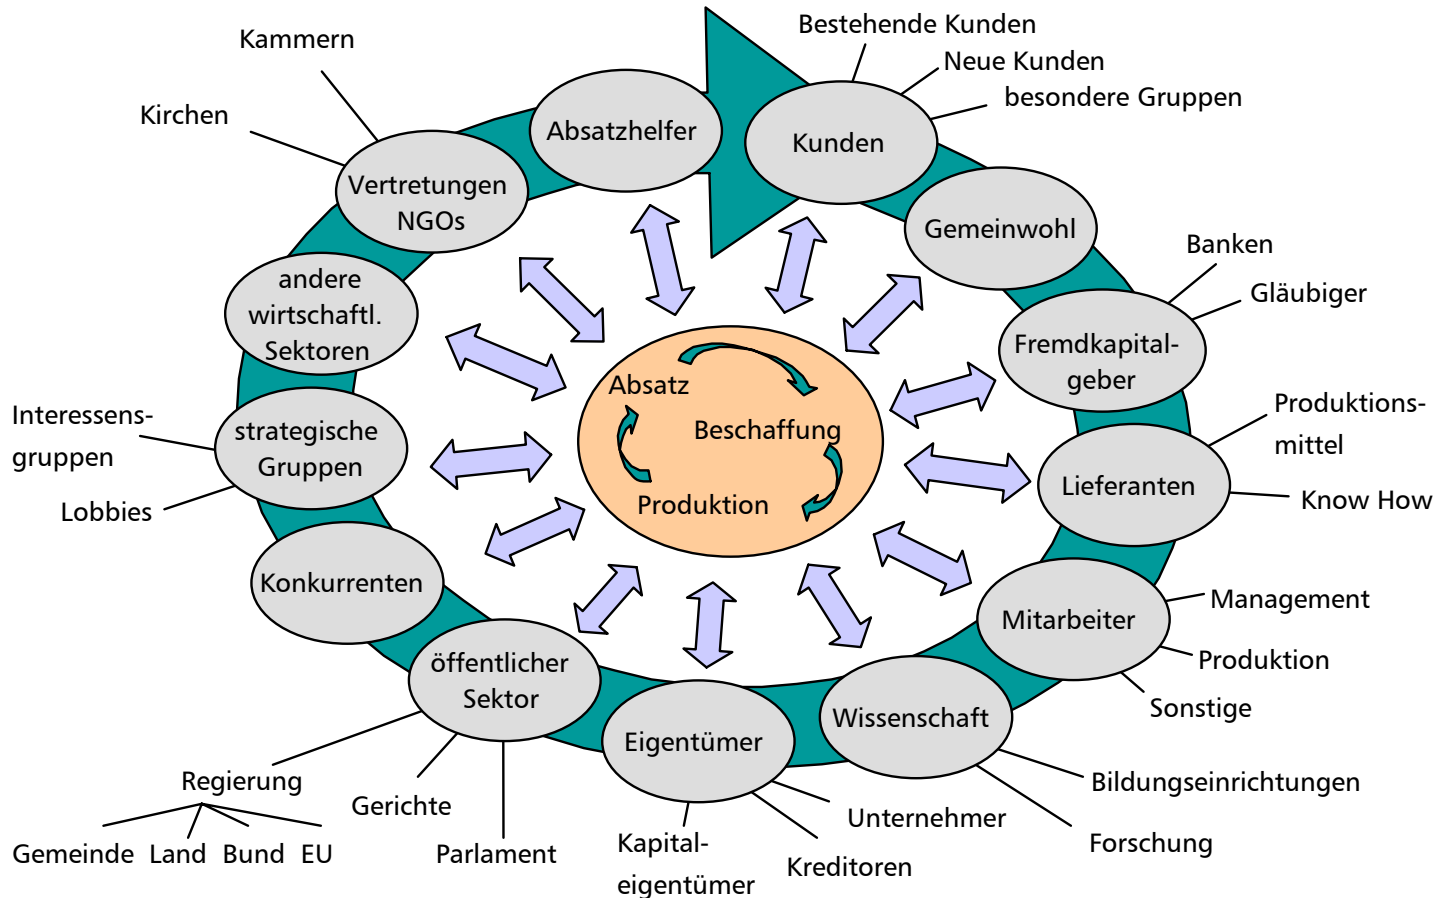 Bestehende Kunden
Neue Kunden
besondere Gruppen
Kammern
Kirchen
Absatzhelfer
Kunden
Vertretungen
NGOs
Gemeinwohl
Banken
Gläubiger
andere
wirtschaftl.
Sektoren
Fremdkapital-
geber
Absatz
Beschaffung
Produktion
Interessens-
gruppen
Lobbies
strategische
Gruppen
Produktions-
mittel
Lieferanten
Know How
Konkurrenten
Mitarbeiter
Management
Produktion
Sonstige
öffentlicher
Sektor
Eigentümer
Wissenschaft
Regierung
Gemeinde Land Bund EU
Gerichte
Parlament
Kapital-
eigentümer
Kreditoren
Unternehmer
Bildungseinrichtungen
Forschung